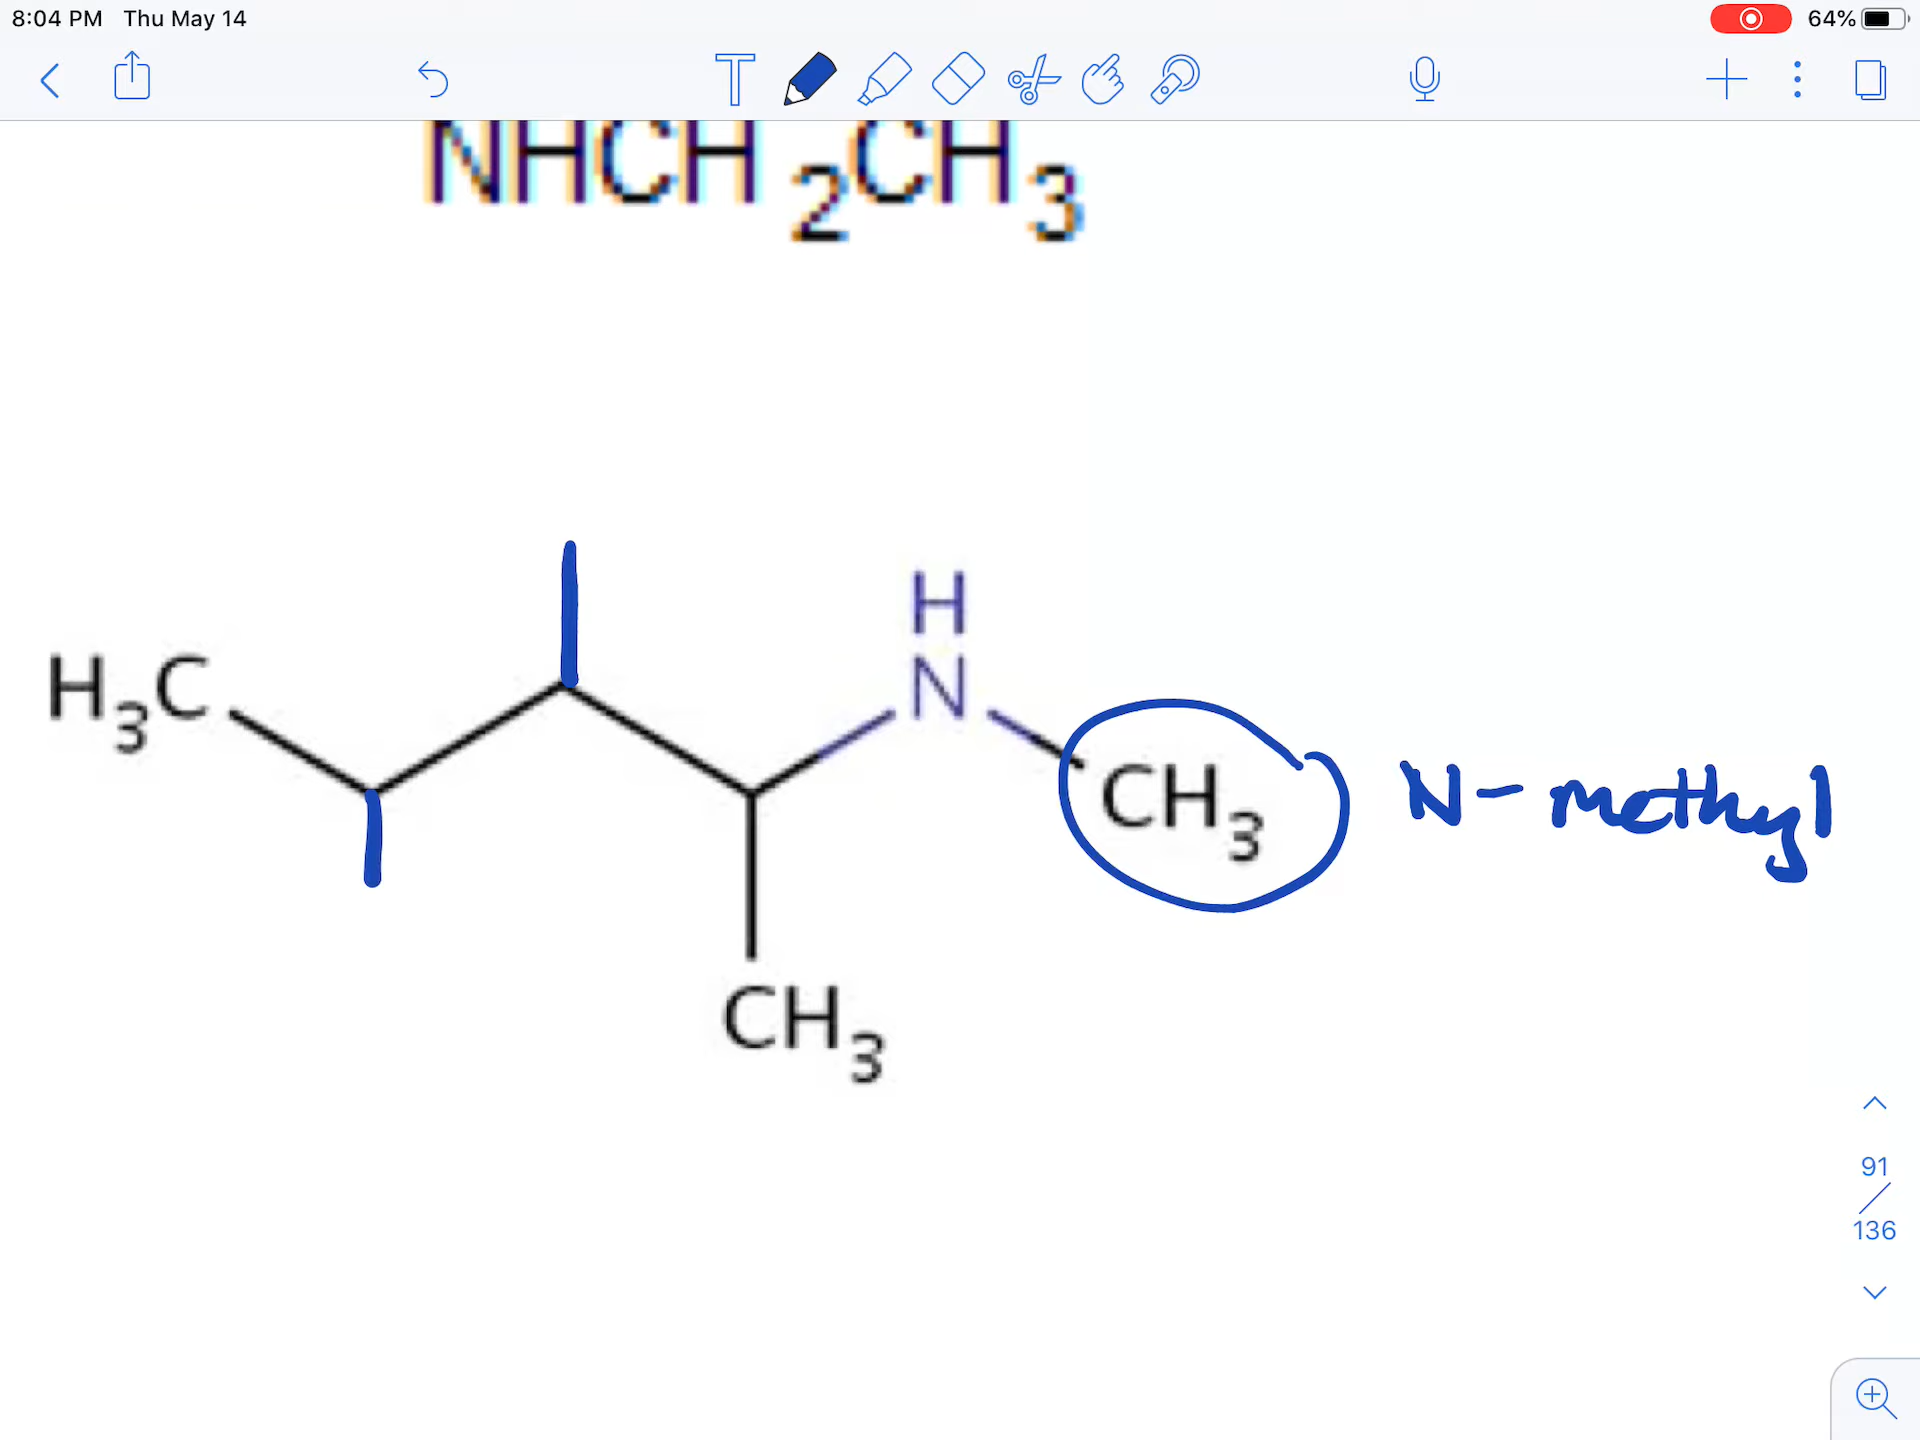 8:04 PM Thu May 14
64%
T
NHCH2CH3
H
H3C
N
CH3
N-methyl
CH3
91
136